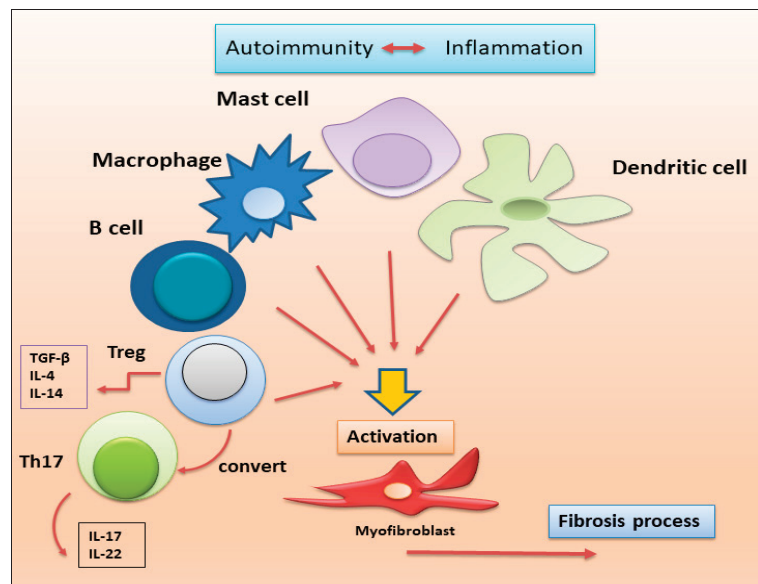 Autoimmunity Inflammation
Mast cell
Macrophage
Dendritic cell
B cell
Treg
TGF-β
IL-4
IL-14
Activation
Th17
convert
Myofibroblast
Fibrosis process
IL-17
IL-22